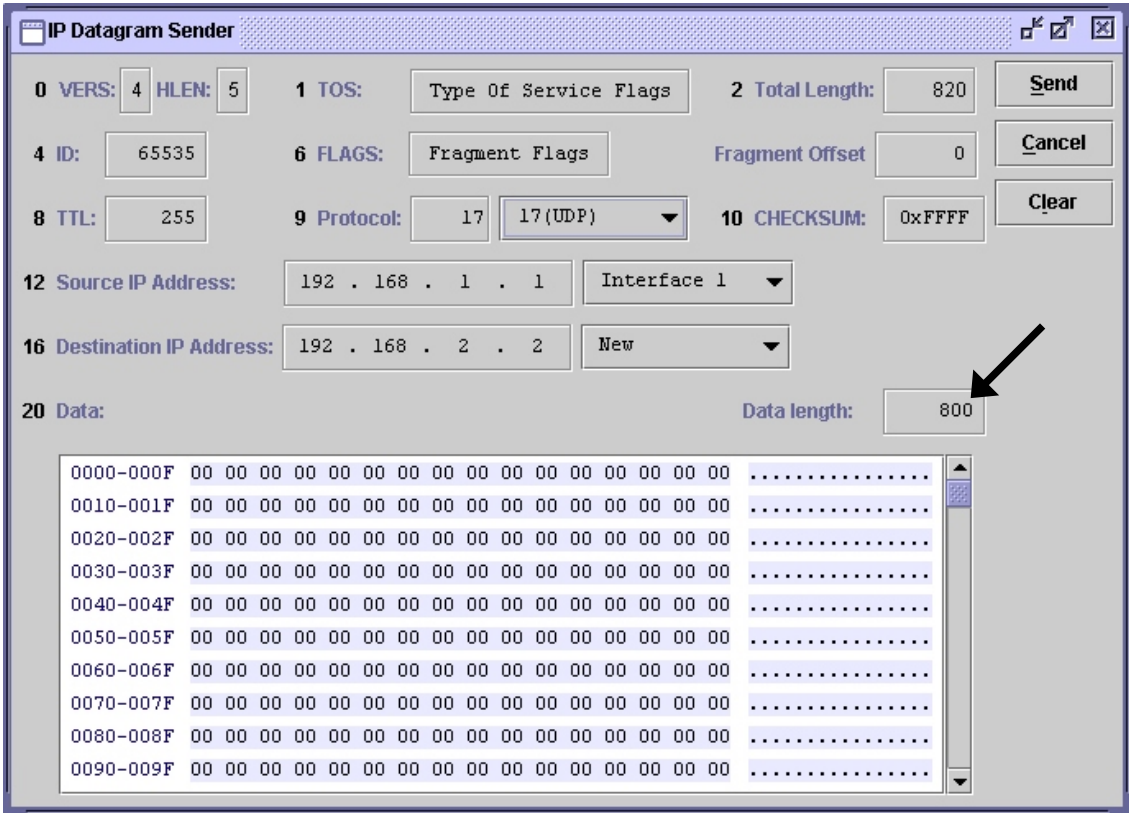 IP Datagram Sender
0 VERS: 4 HLEN: 5 1 TOS: Type Of Service Flags 2 Total Length: 820 Send
4 ID: 65535 6 FLAGS: Fragment Flags Fragment Offset 0 Cancel
8 TTL: 255 9 Protocol: 17 17(UDP) 10 CHECKSUM: 0xFFFF Clear
12 Source IP Address: 192 . 168 . 1 . 1 Interface 1
16 Destination IP Address: 192 . 168 . 2 . 2 New
20 Data: Data length: 800
0000-000F 00 00 00 00 00 00 00 00 00 00 00 00 00 00 00 00 ................
0010-001F 00 00 00 00 00 00 00 00 00 00 00 00 00 00 00 00 ................
0020-002F 00 00 00 00 00 00 00 00 00 00 00 00 00 00 00 00 ................
0030-003F 00 00 00 00 00 00 00 00 00 00 00 00 00 00 00 00 ................
0040-004F 00 00 00 00 00 00 00 00 00 00 00 00 00 00 00 00 ................
0050-005F 00 00 00 00 00 00 00 00 00 00 00 00 00 00 00 00 ................
0060-006F 00 00 00 00 00 00 00 00 00 00 00 00 00 00 00 00 ................
0070-007F 00 00 00 00 00 00 00 00 00 00 00 00 00 00 00 00 ................
0080-008F 00 00 00 00 00 00 00 00 00 00 00 00 00 00 00 00 ................
0090-009F 00 00 00 00 00 00 00 00 00 00 00 00 00 00 00 00 ................